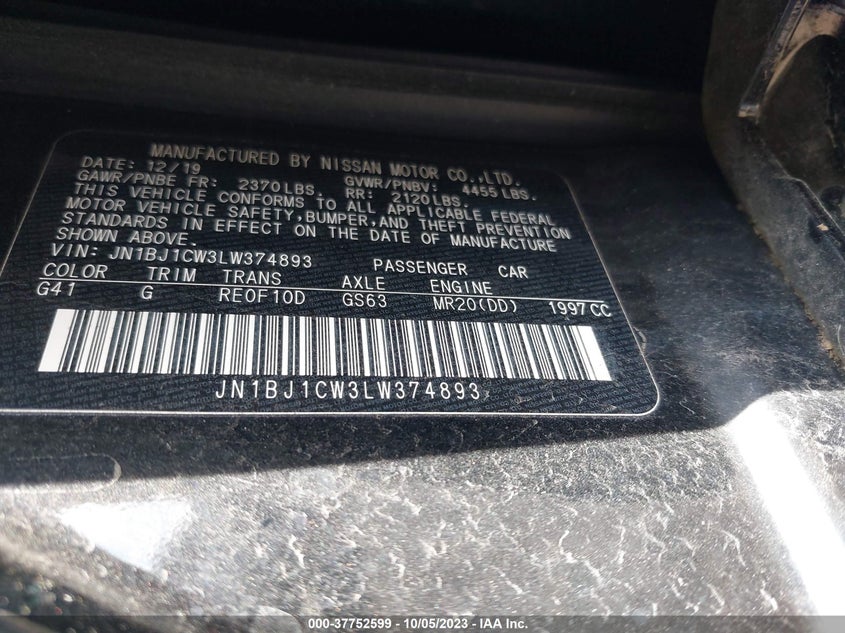 MANUFACTURED BY NISSAN MOTOR CO.,LTD.
DATE: 12/19
GAWR/PNBE FR: 2370LBS. GVWR/PNBV: 4455 LBS.
RR: 2120LBS.
THIS VEHICLE CONFORMS TO ALL APPLICABLE FEDERAL
MOTOR VEHICLE SAFETY,BUMPER,AND THEFT PREVENTION
STANDARDS IN EFFECT ON THE DATE OF MANUFACTURE
SHOWN ABOVE.
VIN: JN1BJ1CW3LW374893 PASSENGER CAR
COLOR TRIM TRANS AXLE ENGINE
G41 G RE0F10D GS63 MR20(DD) 1997CC
JN1BJ1CW3LW374893
000-37752599 - 10/05/2023 - IAA Inc.